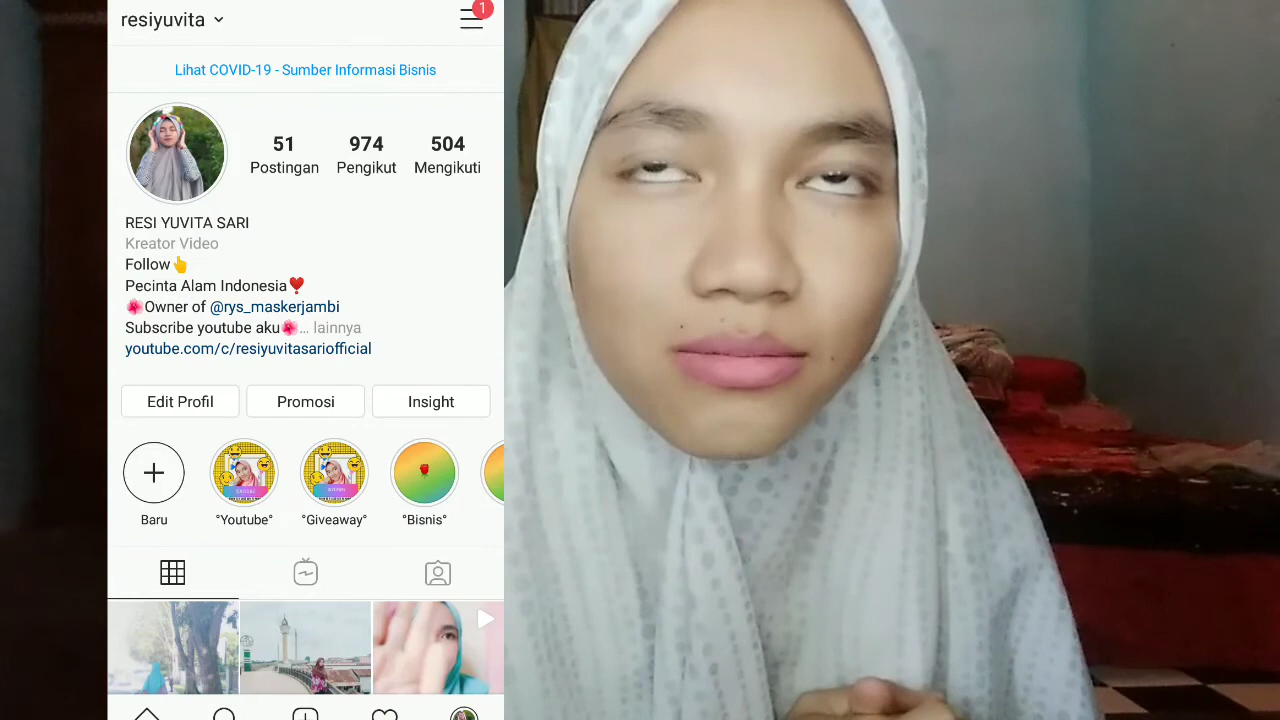 resiyuvita
1
Lihat COVID-19 - Sumber Informasi Bisnis
51 974 504
Postingan Pengikut Mengikuti
RESI YUVITA SARI
Kreator Video
Follow👆
Pecinta Alam Indonesia❣️
🌺Owner of @rys_maskerjambi
Subscribe youtube aku🌺... lainnya
youtube.com/c/resiyuvitasariofficial
Edit Profil Promosi Insight
Baru °Youtube° °Giveaway° °Bisnis°